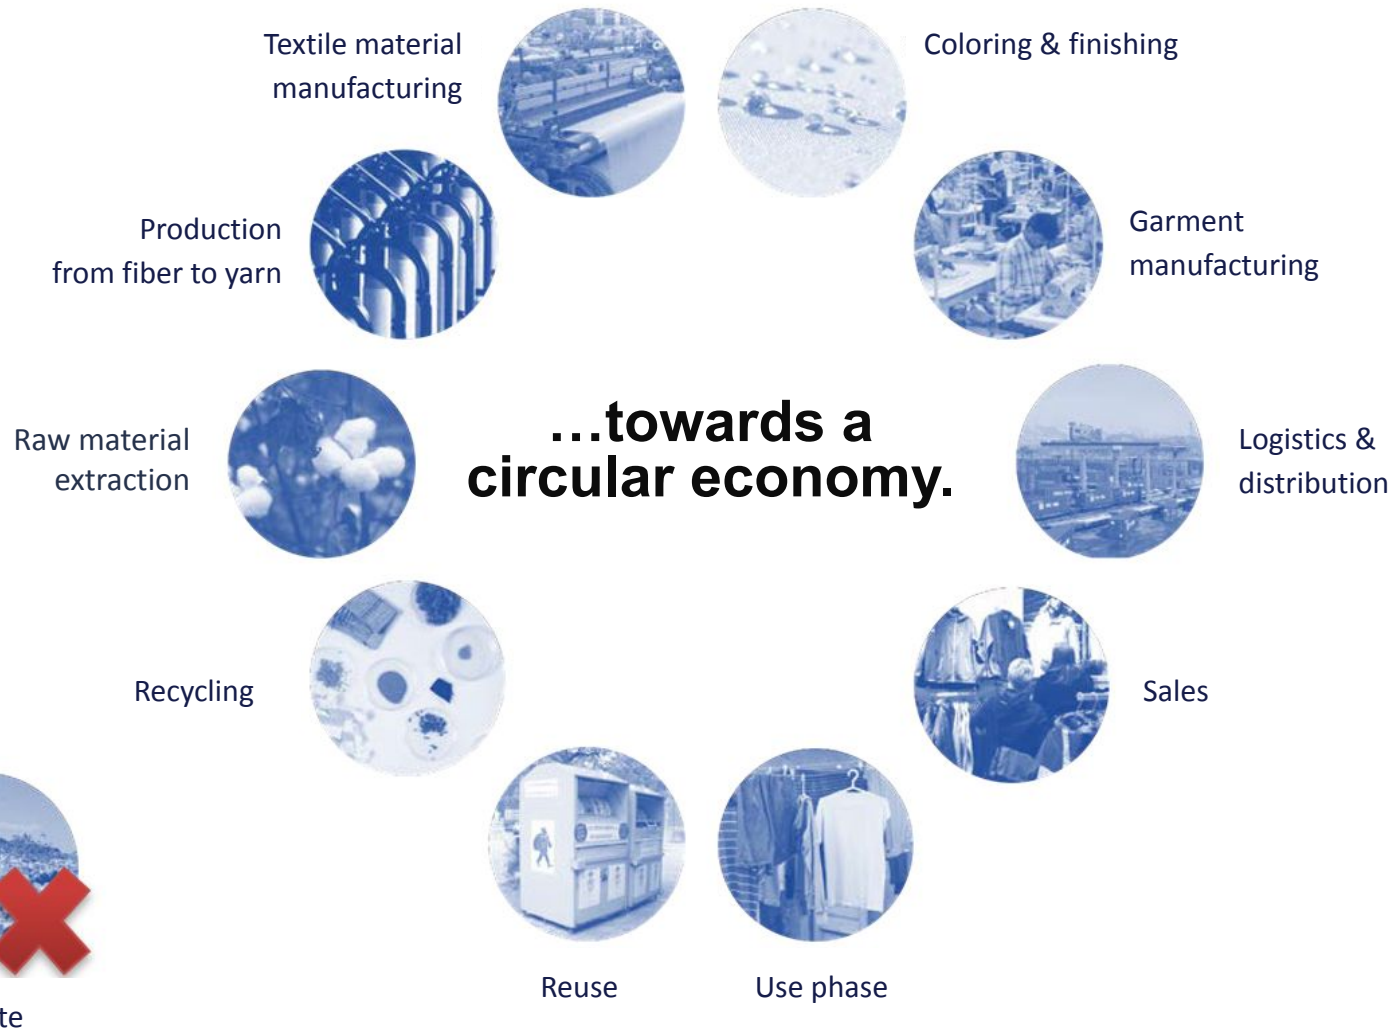 Textile material
manufacturing
Coloring & finishing
Production
from fiber to yarn
Garment
manufacturing
Raw material
extraction
…towards a
circular economy.
Logistics &
distribution
Recycling
Sales
Reuse
Use phase